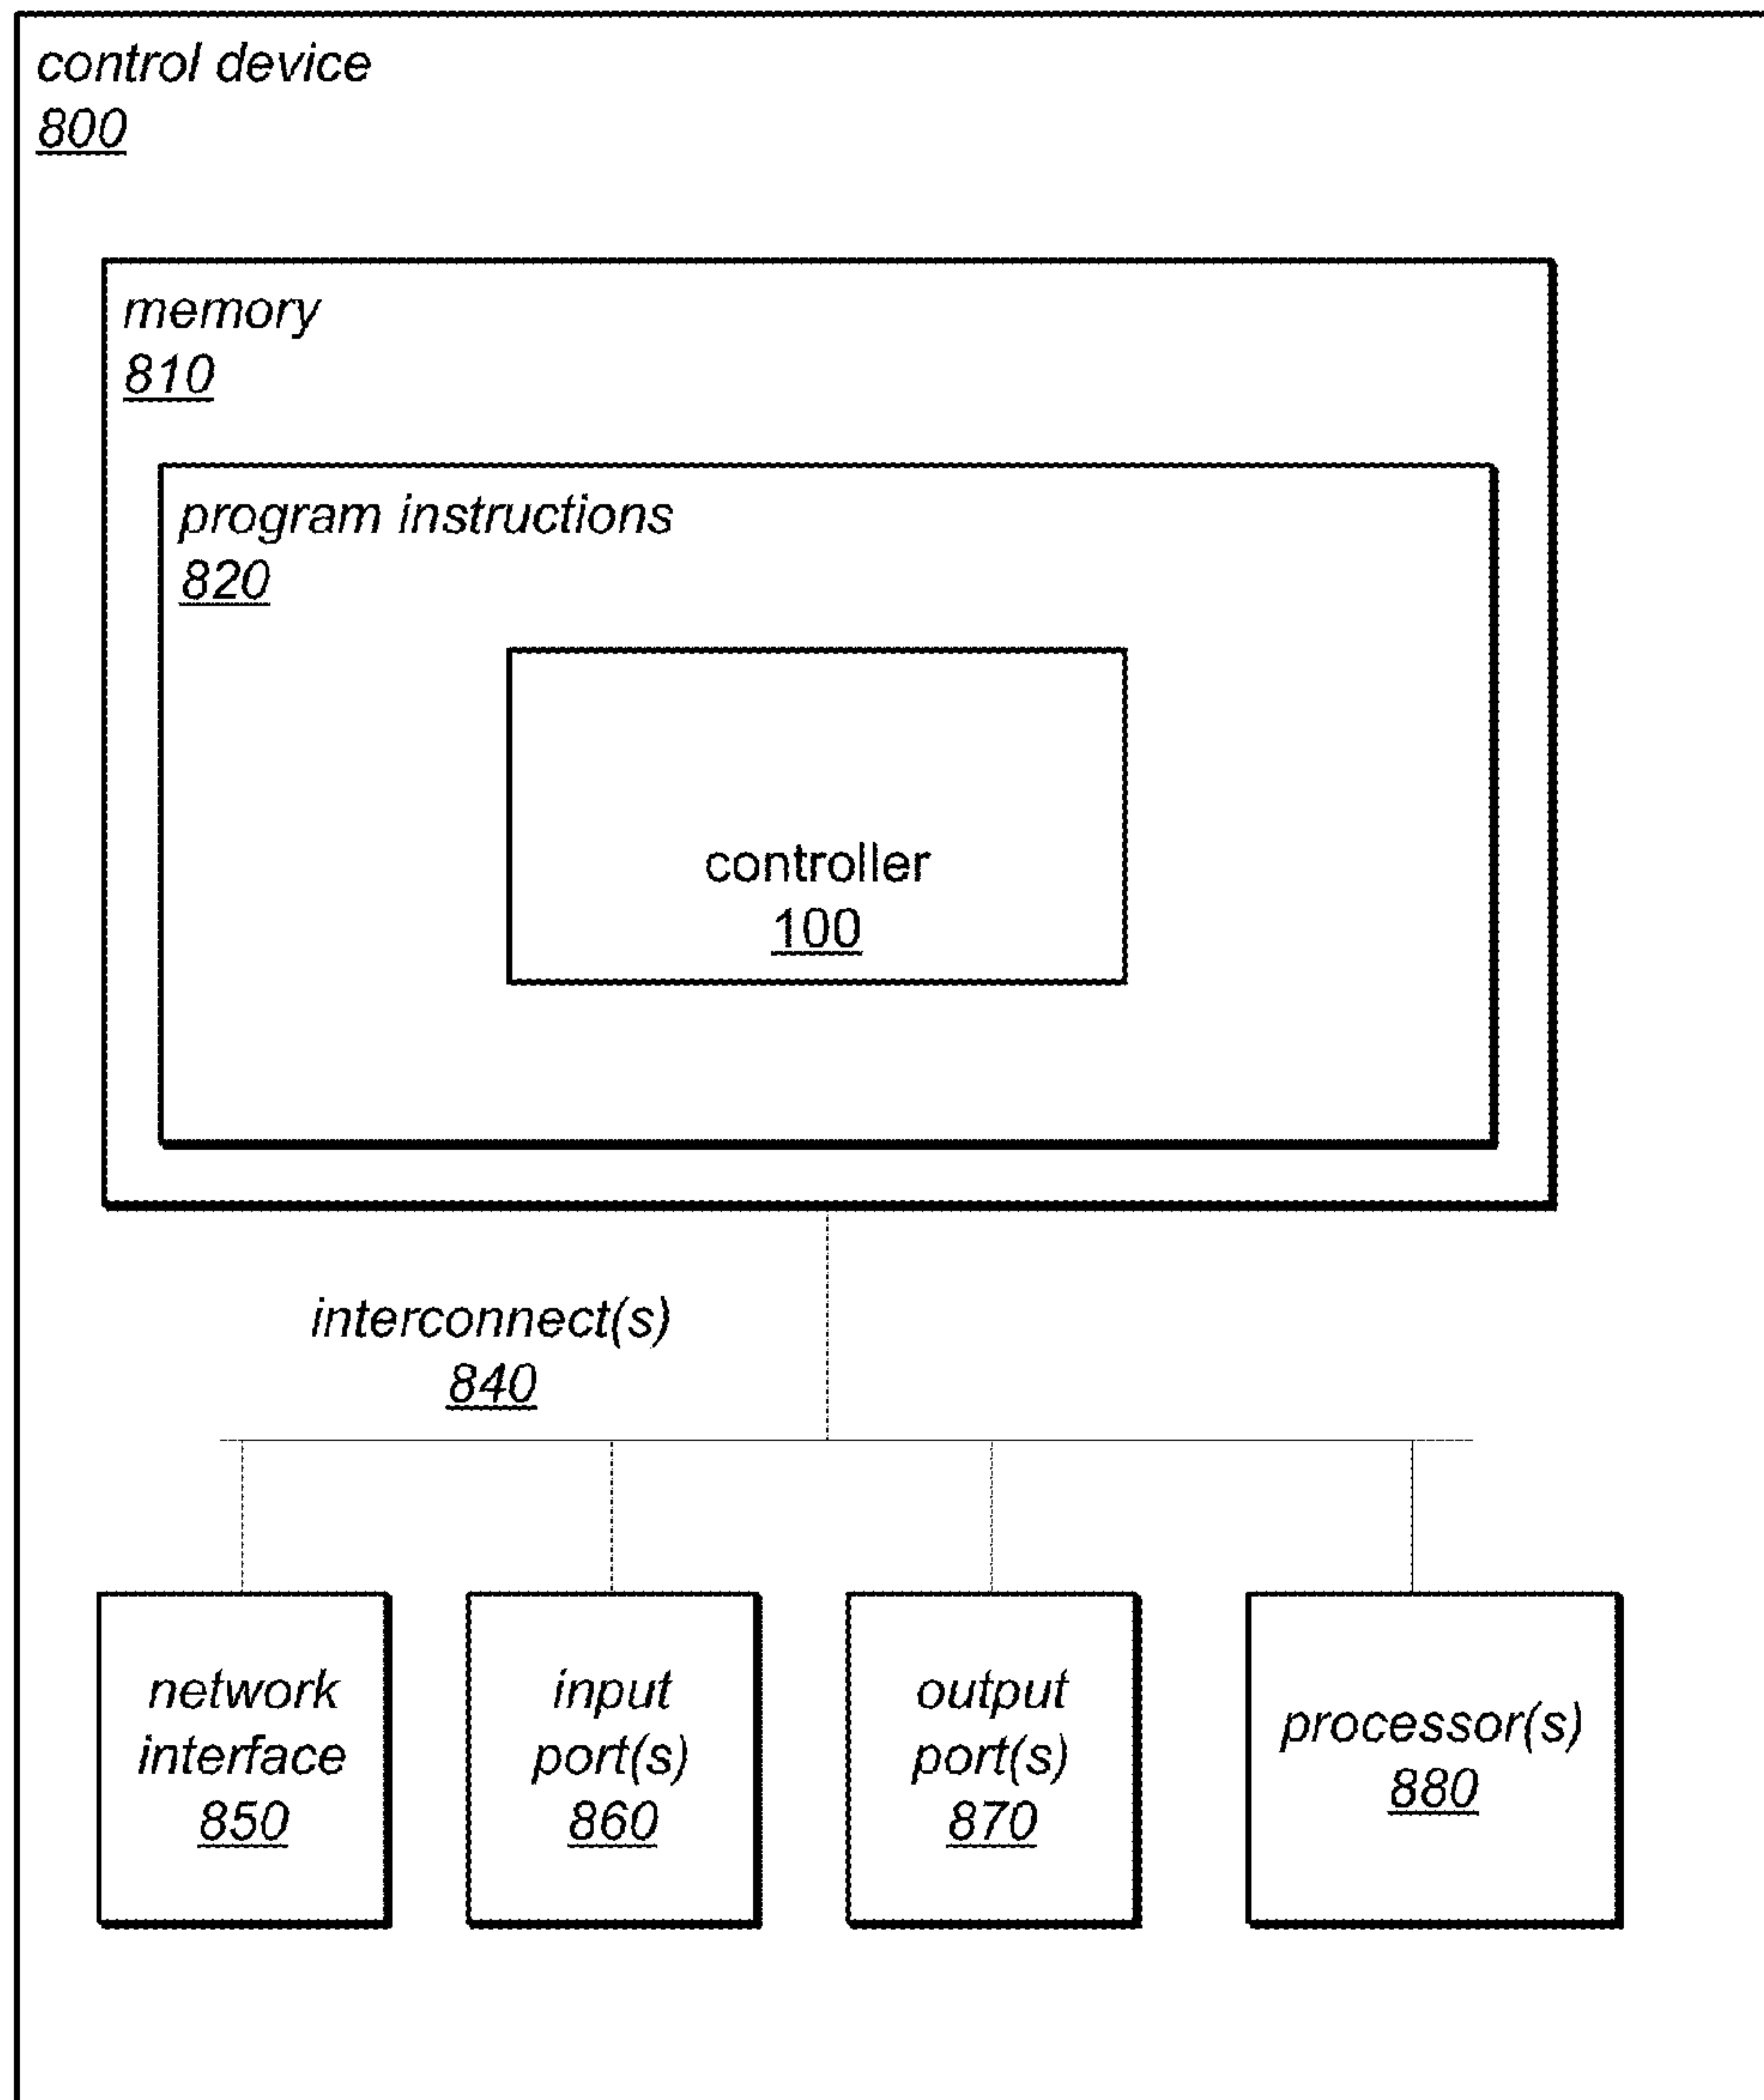 control device
800
memory
810
program instructions
820
controller
100
interconnect(s)
840
network
interface
850
input
port(s)
860
output
port(s)
870
processor(s)
880